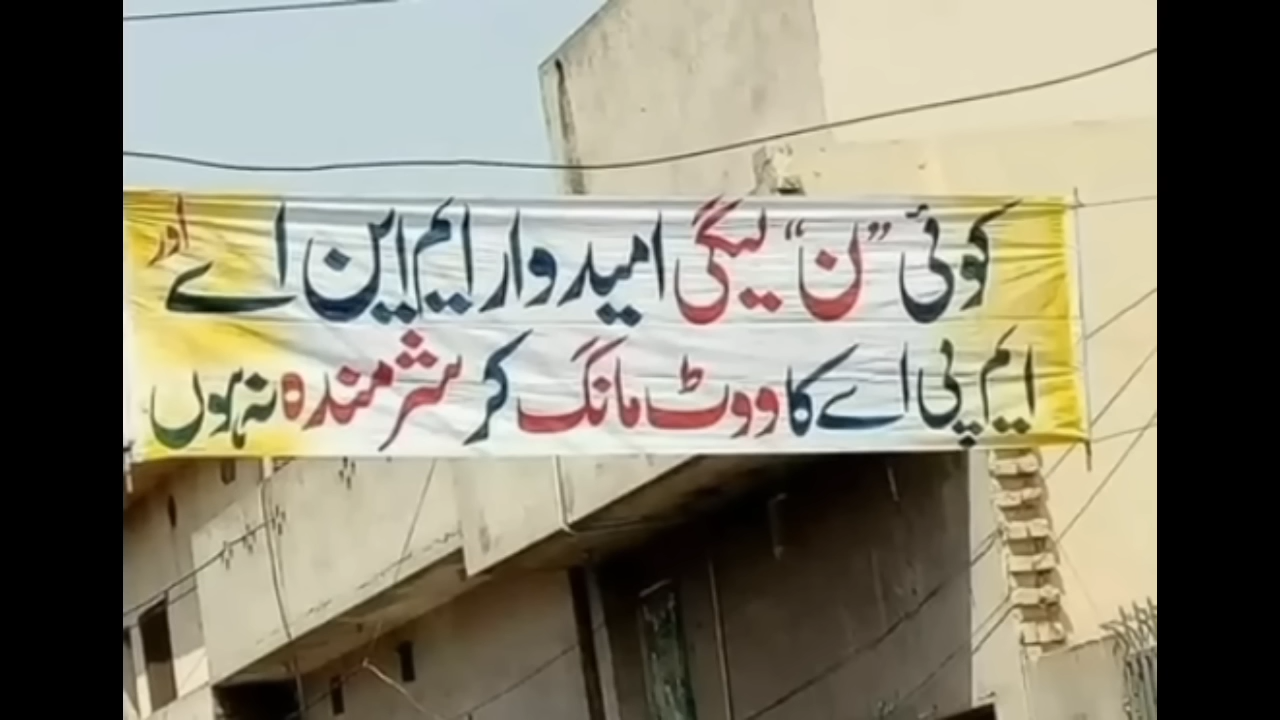 کوئی ”ن“ لیگی امیدوار ایم این اے اور
ایم پی اے کا ووٹ مانگ کر شرمندہ نہ ہوں